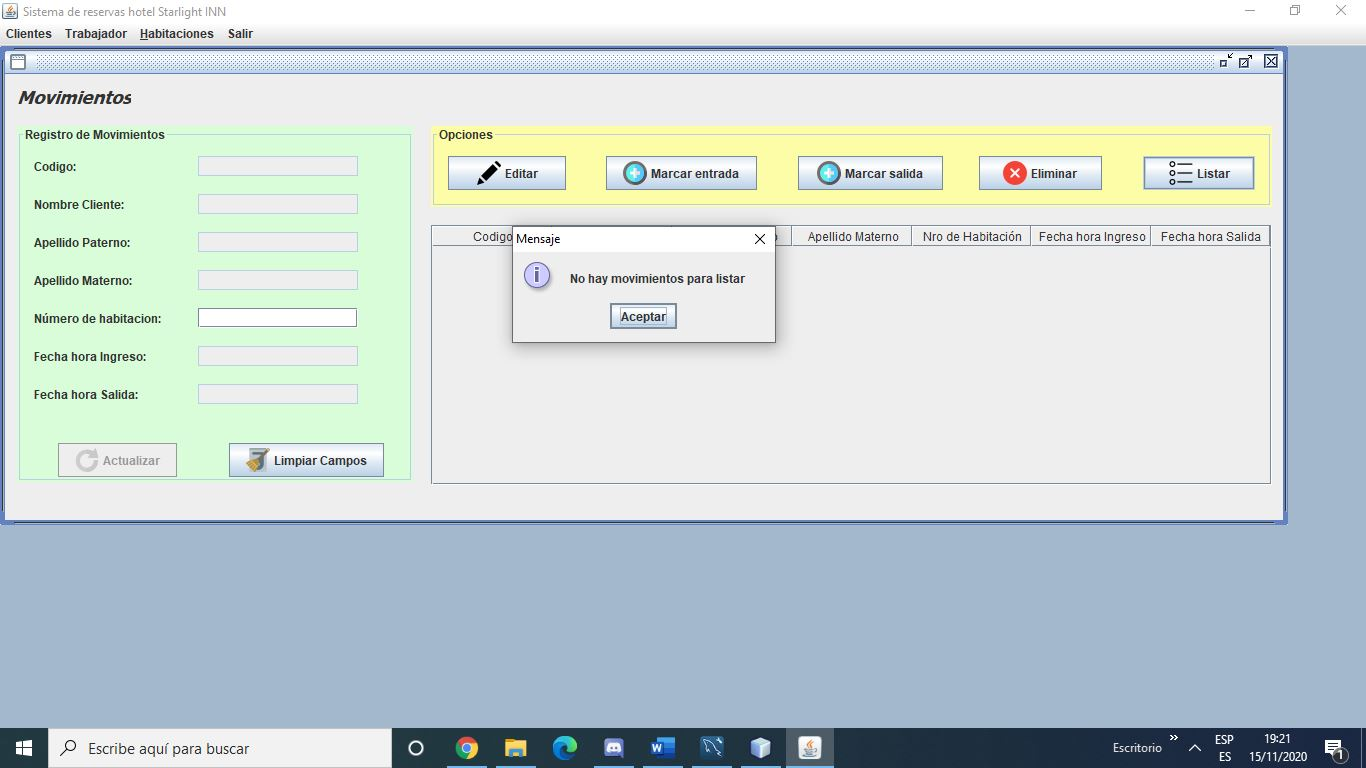 Sistema de reservas hotel Starlight INN
Clientes Trabajador Habitaciones Salir
Movimientos
Registro de Movimientos
Codigo:
Nombre Cliente:
Apellido Paterno:
Apellido Materno:
Número de habitacion:
Fecha hora Ingreso:
Fecha hora Salida:
Actualizar Limpiar Campos
Opciones
Editar Marcar entrada Marcar salida Eliminar Listar
Codigo Apellido Materno Nro de Habitación Fecha hora Ingreso Fecha hora Salida
Mensaje
No hay movimientos para listar
Aceptar
Escribe aquí para buscar
Escritorio
ESP
ES
19:21
15/11/2020
1